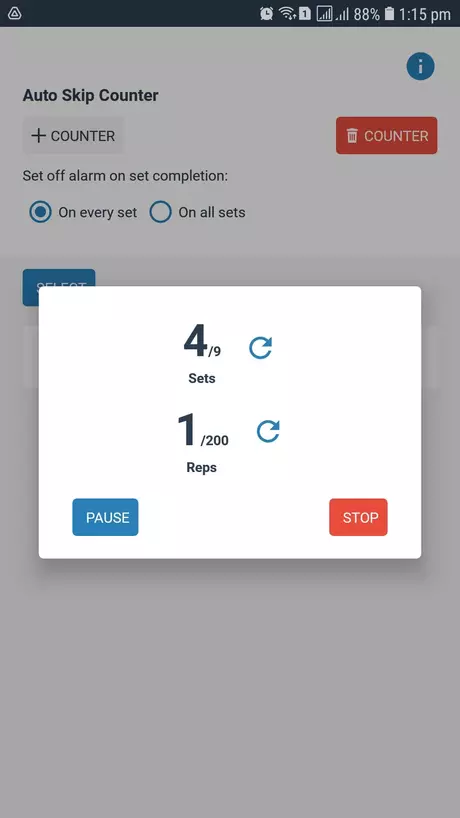 1 88% 1:15 pm
Auto Skip Counter
+ COUNTER COUNTER
Set off alarm on set completion:
On every set On all sets
SELECT
4/9
Sets
1/200
Reps
PAUSE STOP